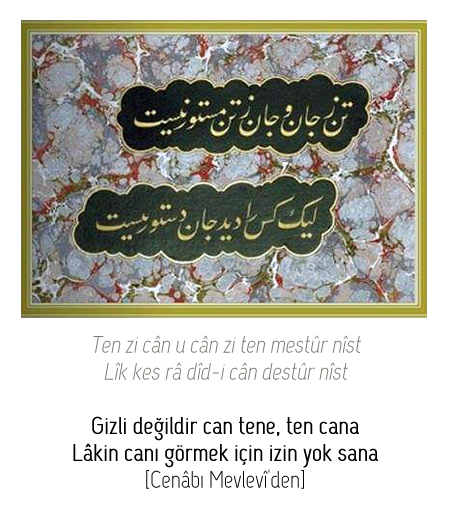 تن زجان و جان زتن مستور نیست
لیک کس را دید جان دستور نیست
Ten zi cân u cân zi ten mestûr nîst
Lîk kes râ dîd-i cân destûr nîst
Gizli değildir can tene, ten cana
Lâkin canı görmek için izin yok sana
[Cenâbı Mevlevî'den]